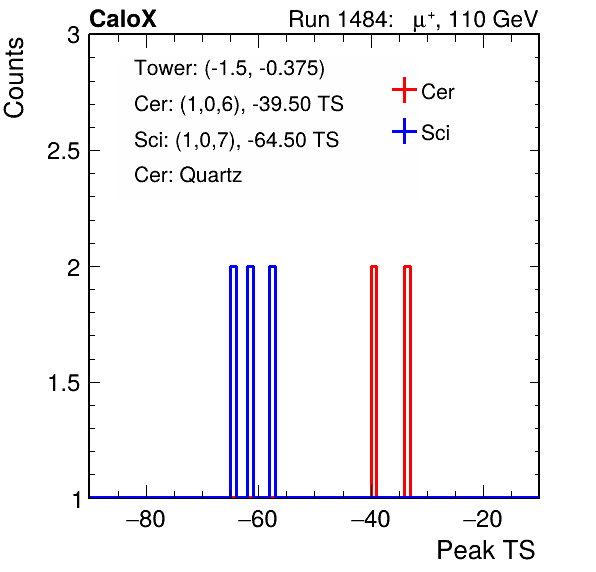 CaloX Run 1484: μ⁺, 110 GeV
Counts
3
2.5
2
1.5
1
Tower: (-1.5, -0.375)
Cer: (1,0,6), -39.50 TS
Sci: (1,0,7), -64.50 TS
Cer: Quartz
Cer
Sci
−80 −60 −40 −20
Peak TS